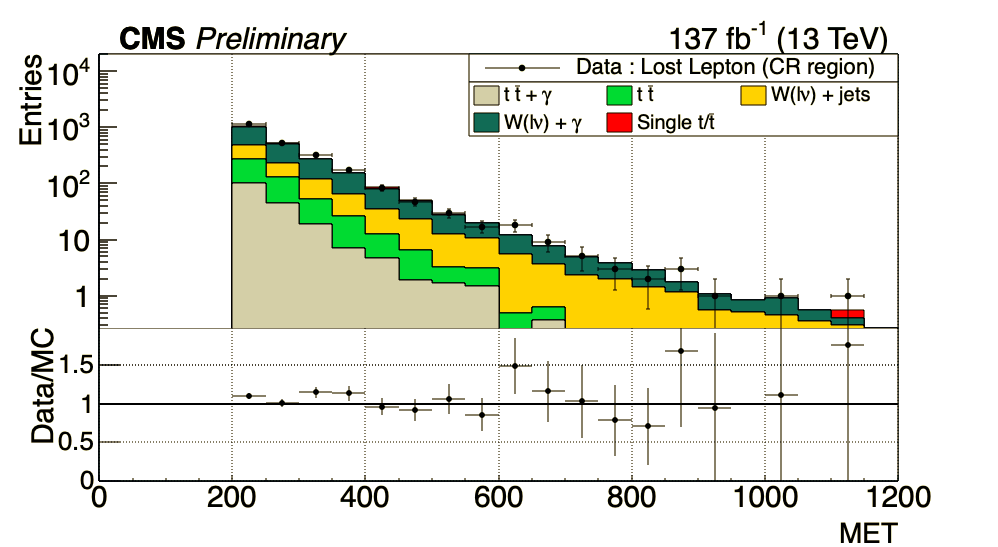 CMS Preliminary 137 fb⁻¹ (13 TeV)
Entries
10⁴
10³
10²
10
1
Data : Lost Lepton (CR region)
t t̄ + γ t t̄ W(lν) + jets
W(lν) + γ Single t/t̄
Data/MC
1.5
1
0.5
0
0 200 400 600 800 1000 1200
MET